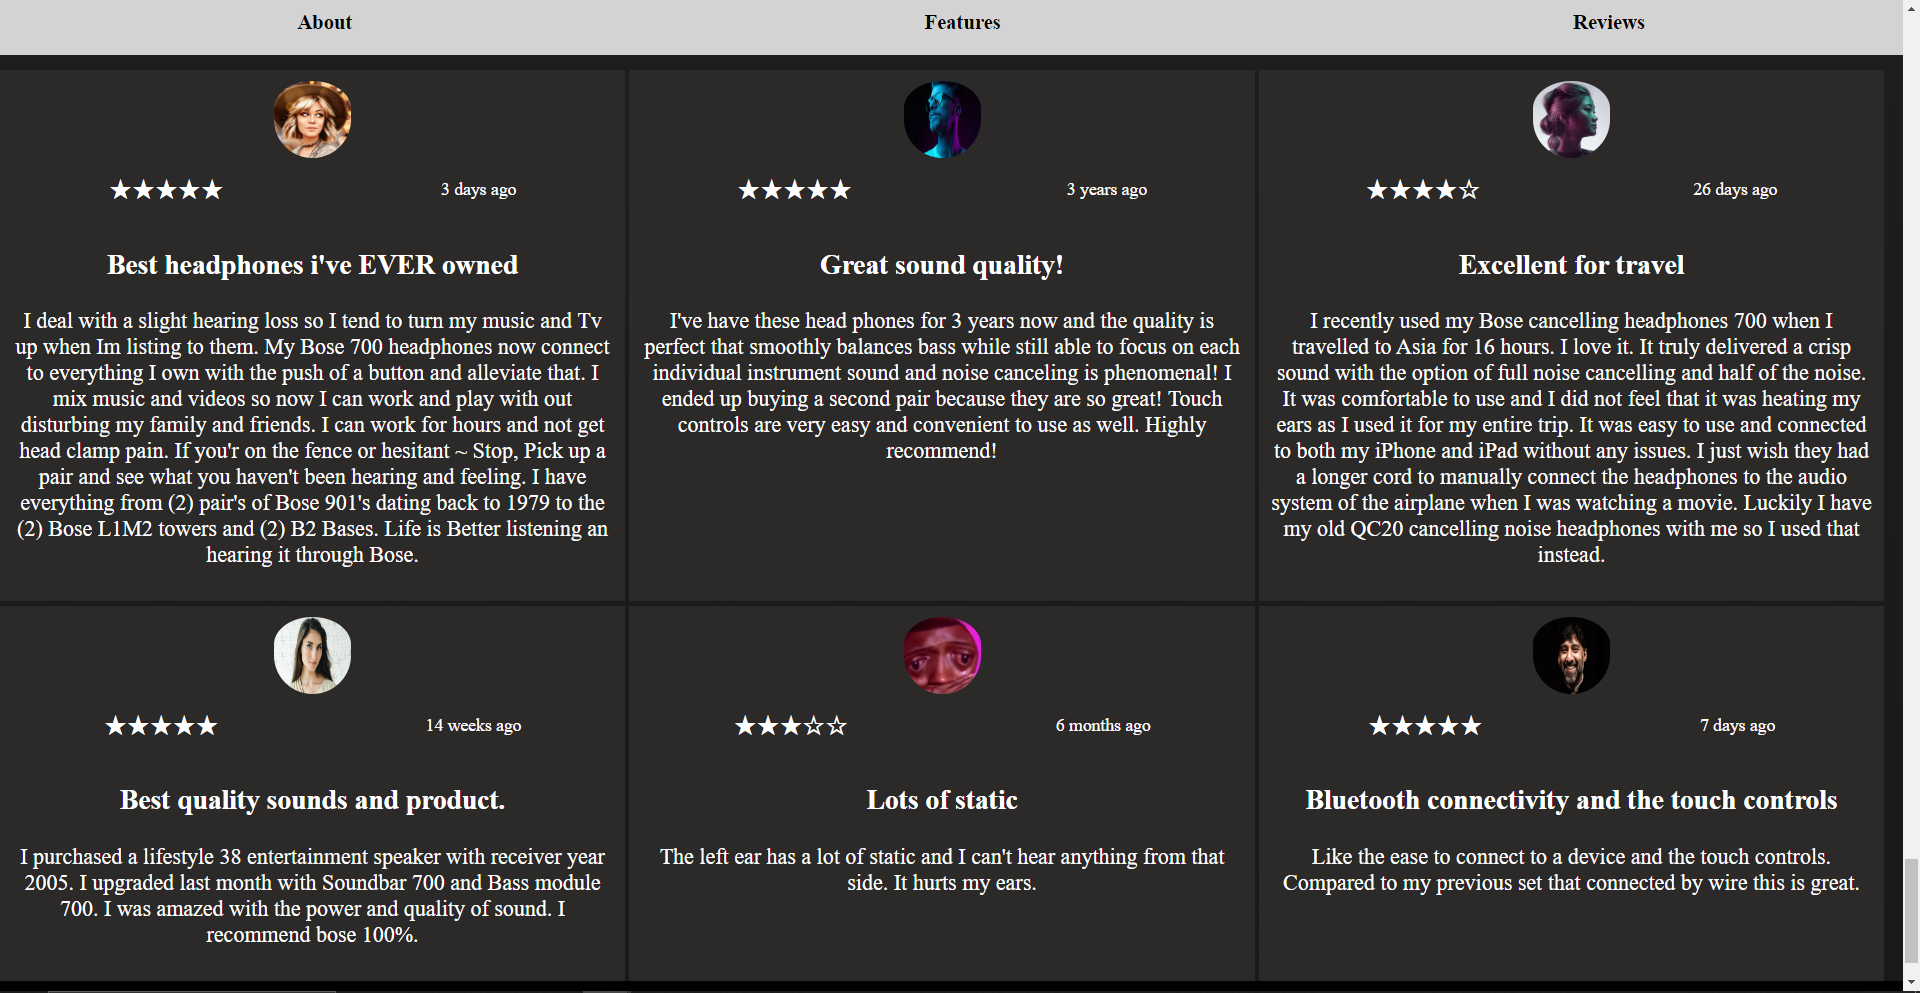 About Features Reviews
★★★★★ 3 days ago
Best headphones i've EVER owned
I deal with a slight hearing loss so I tend to turn my music and Tv
up when Im listing to them. My Bose 700 headphones now connect
to everything I own with the push of a button and alleviate that. I
mix music and videos so now I can work and play with out
disturbing my family and friends. I can work for hours and not get
head clamp pain. If you'r on the fence or hesitant ~ Stop, Pick up a
pair and see what you haven't been hearing and feeling. I have
everything from (2) pair's of Bose 901's dating back to 1979 to the
(2) Bose L1M2 towers and (2) B2 Bases. Life is Better listening an
hearing it through Bose.
★★★★★ 3 years ago
Great sound quality!
I've have these head phones for 3 years now and the quality is
perfect that smoothly balances bass while still able to focus on each
individual instrument sound and noise canceling is phenomenal! I
ended up buying a second pair because they are so great! Touch
controls are very easy and convenient to use as well. Highly
recommend!
★★★★☆ 26 days ago
Excellent for travel
I recently used my Bose cancelling headphones 700 when I
travelled to Asia for 16 hours. I love it. It truly delivered a crisp
sound with the option of full noise cancelling and half of the noise.
It was comfortable to use and I did not feel that it was heating my
ears as I used it for my entire trip. It was easy to use and connected
to both my iPhone and iPad without any issues. I just wish they had
a longer cord to manually connect the headphones to the audio
system of the airplane when I was watching a movie. Luckily I have
my old QC20 cancelling noise headphones with me so I used that
instead.
★★★★★ 14 weeks ago
Best quality sounds and product.
I purchased a lifestyle 38 entertainment speaker with receiver year
2005. I upgraded last month with Soundbar 700 and Bass module
700. I was amazed with the power and quality of sound. I
recommend bose 100%.
★★★☆☆ 6 months ago
Lots of static
The left ear has a lot of static and I can't hear anything from that
side. It hurts my ears.
★★★★★ 7 days ago
Bluetooth connectivity and the touch controls
Like the ease to connect to a device and the touch controls.
Compared to my previous set that connected by wire this is great.